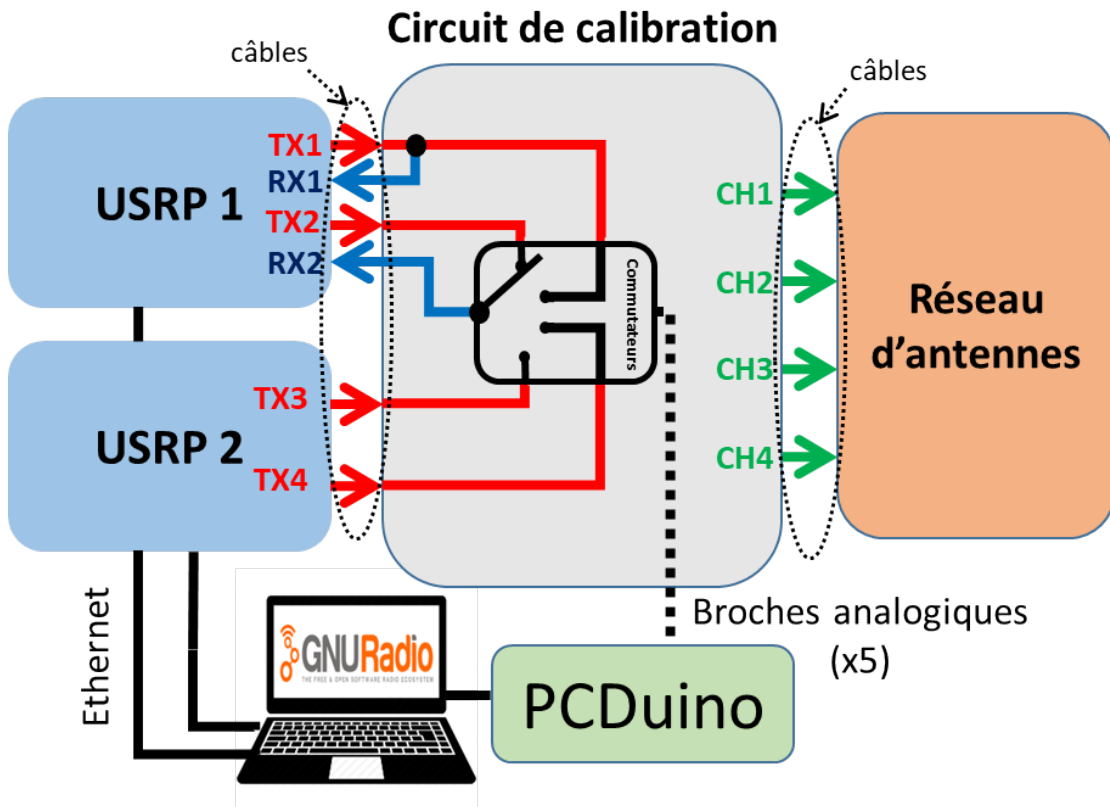 Circuit de calibration
câbles
câbles
USRP 1
TX1
RX1
TX2
RX2
Commutateurs
CH1
CH2
CH3
CH4
Réseau
d'antennes
USRP 2
TX3
TX4
Ethernet
GNURadio
THE FREE & OPEN SOFTWARE RADIO ECOSYSTEM
Broches analogiques
(x5)
PCDuino